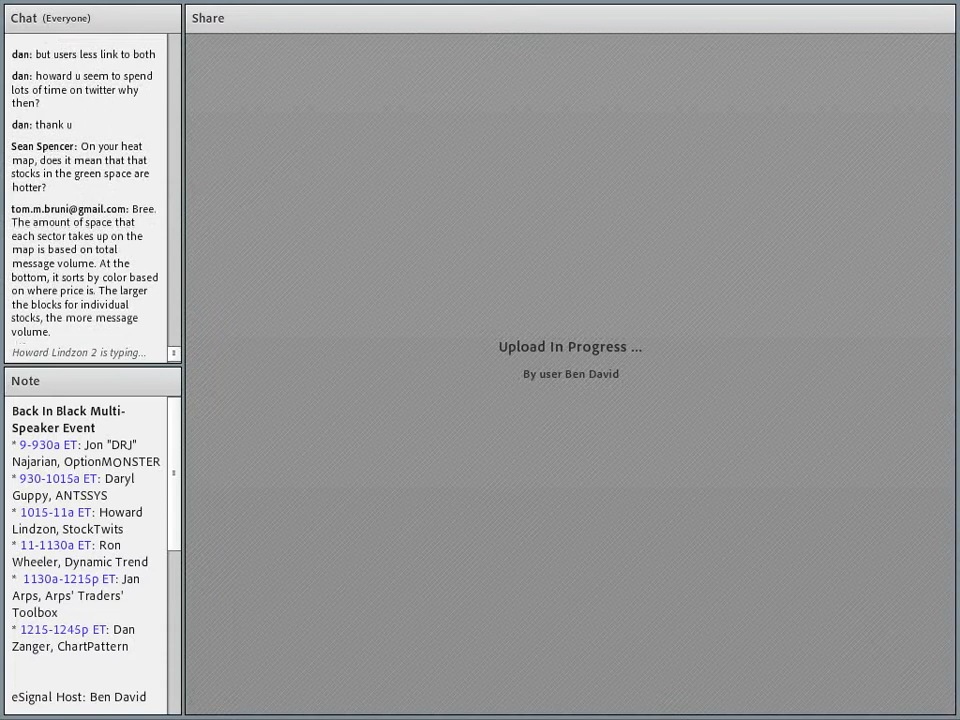 Chat (Everyone)
dan: but users less link to both
dan: howard u seem to spend
lots of time on twitter why
then?
dan: thank u
Sean Spencer: On your heat
map, does it mean that that
stocks in the green space are
hotter?
tom.m.bruni@gmail.com: Bree.
The amount of space that
each sector takes up on the
map is based on total
message volume. At the
bottom, it sorts by color based
on where price is. The larger
the blocks for individual
stocks, the more message
volume.
Howard Lindzon 2 is typing...
Note
Back In Black Multi-
Speaker Event
* 9-930a ET: Jon "DRJ"
Najarian, OptionMONSTER
* 930-1015a ET: Daryl
Guppy, ANTSSYS
* 1015-11a ET: Howard
Lindzon, StockTwits
* 11-1130a ET: Ron
Wheeler, Dynamic Trend
* 1130a-1215p ET: Jan
Arps, Arps' Traders'
Toolbox
* 1215-1245p ET: Dan
Zanger, ChartPattern
eSignal Host: Ben David
Share
Upload In Progress ...
By user Ben David